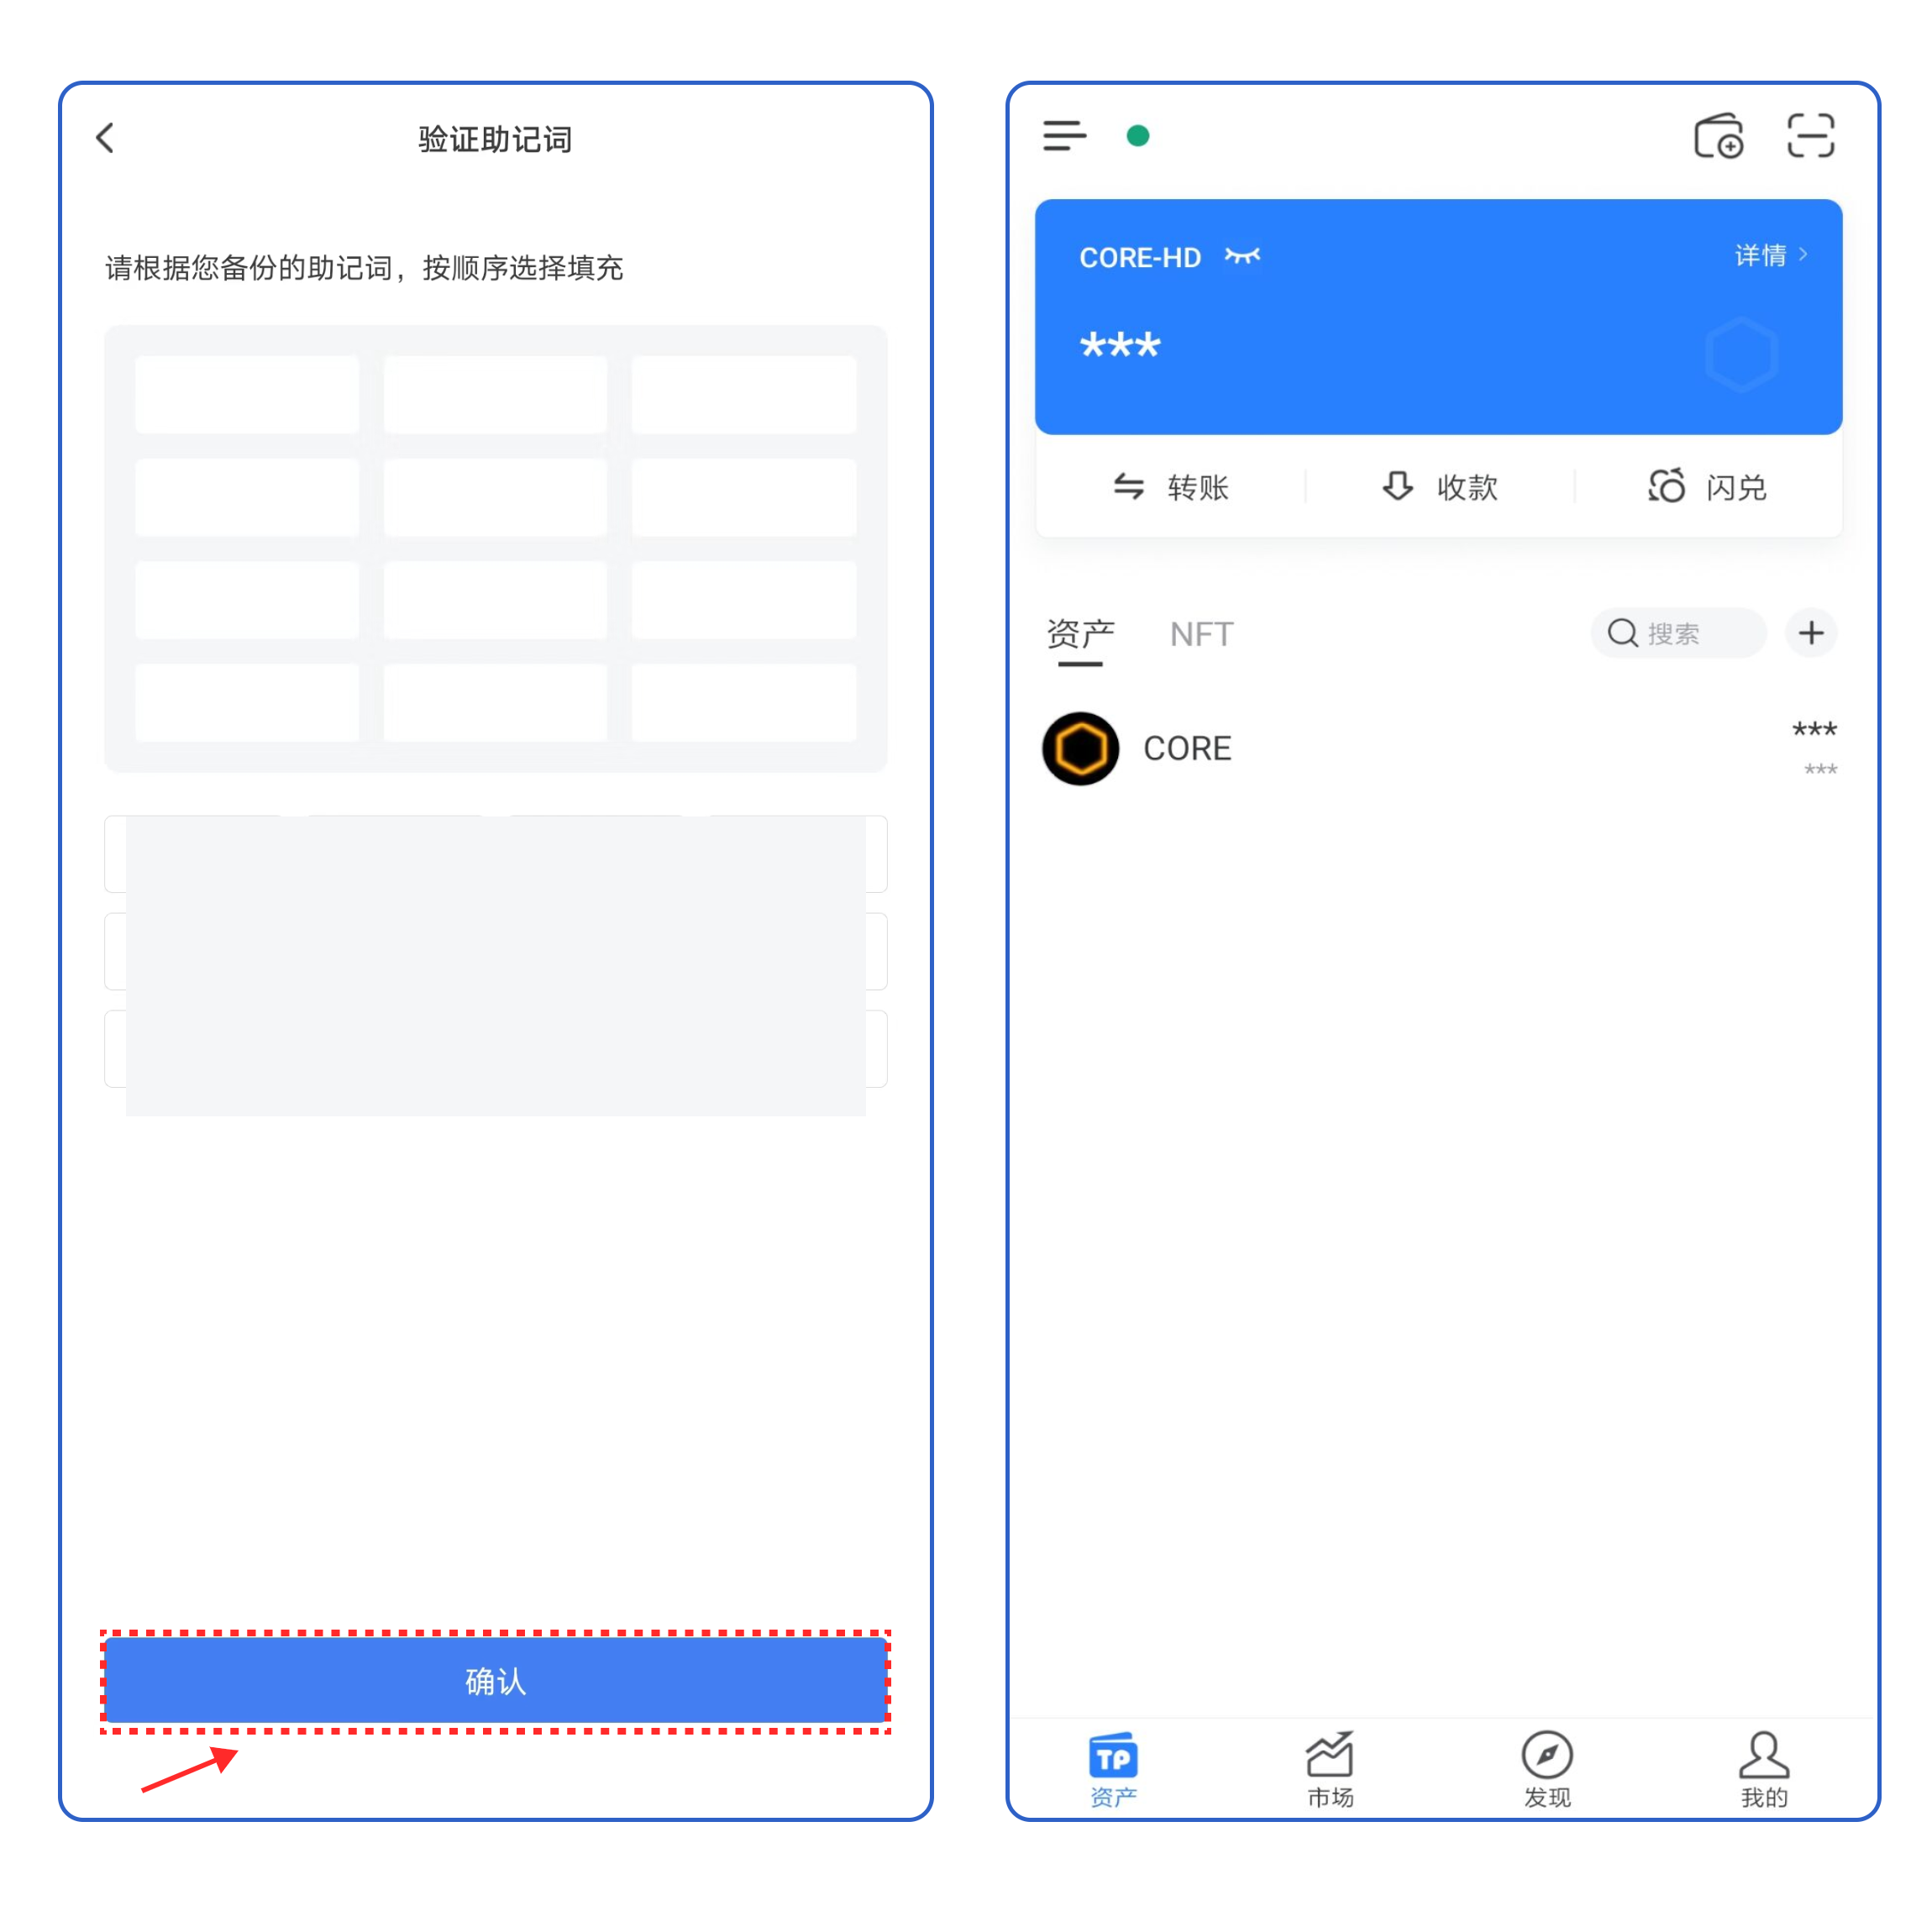 验证助记词
请根据您备份的助记词，按顺序选择填充
确认
CORE-HD
详情 >
***
转账
收款
闪兑
资产
NFT
搜索
CORE
***
***
TP
资产
市场
发现
我的